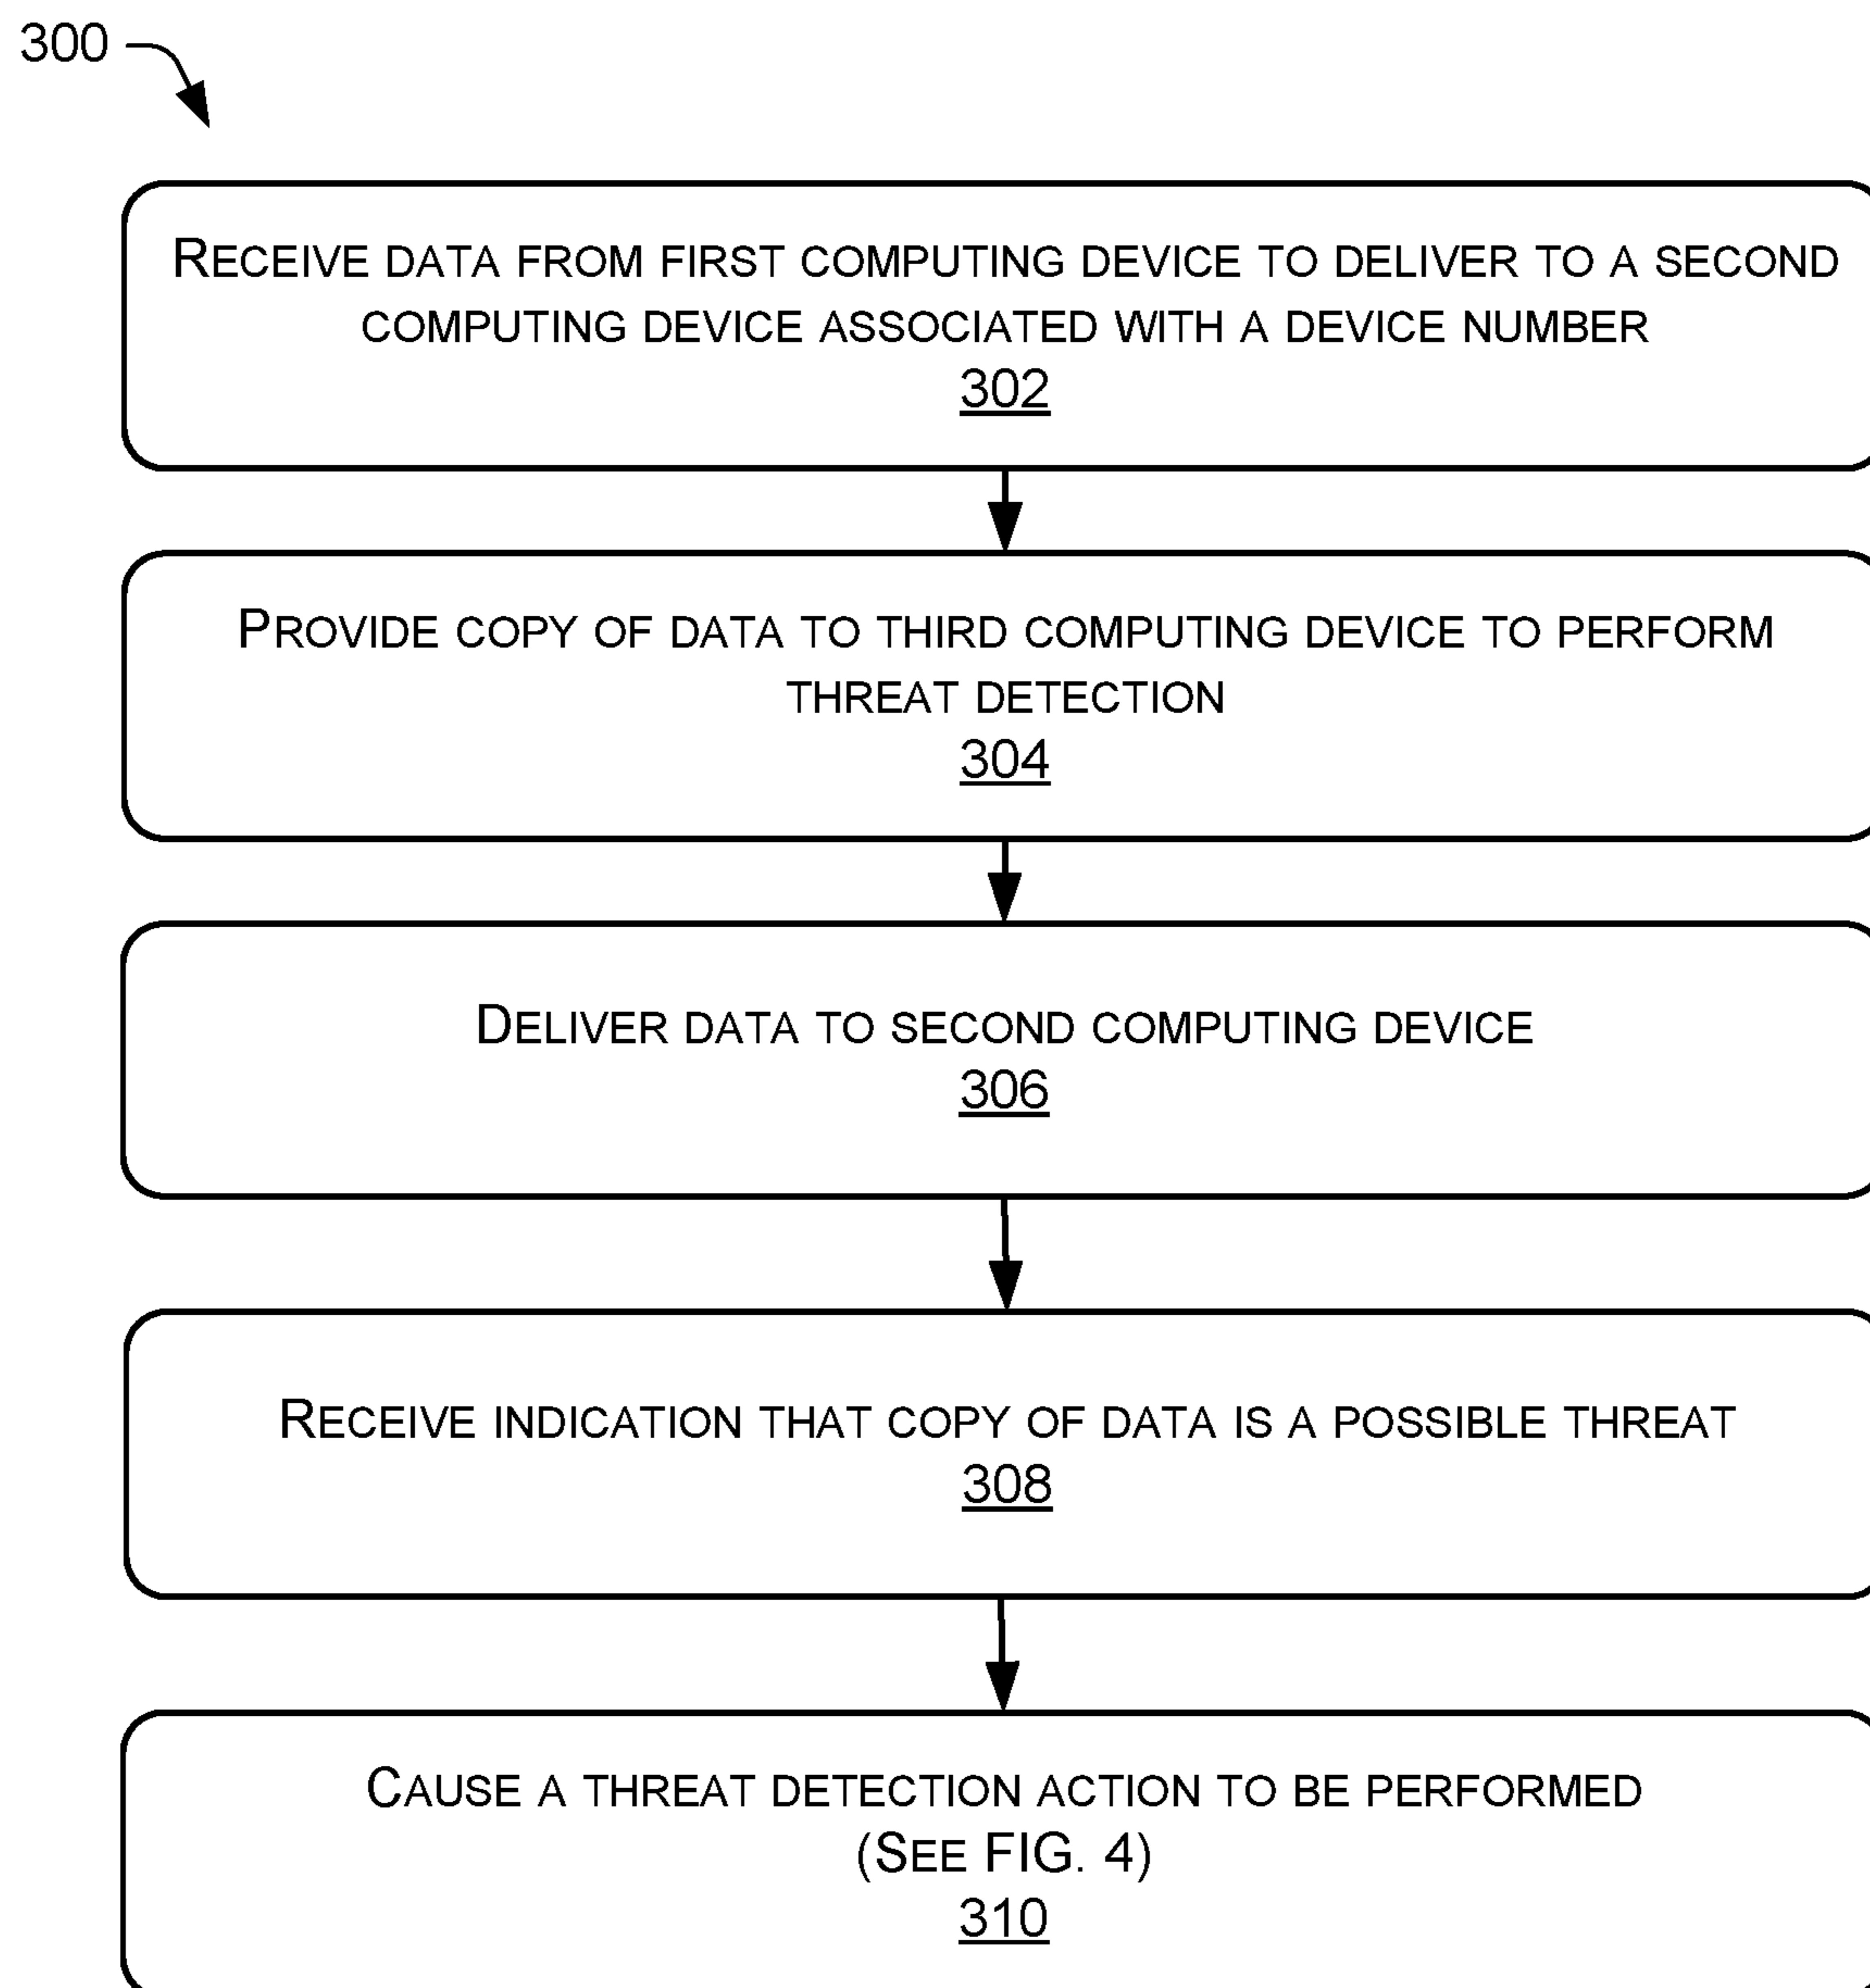 300
RECEIVE DATA FROM FIRST COMPUTING DEVICE TO DELIVER TO A SECOND
COMPUTING DEVICE ASSOCIATED WITH A DEVICE NUMBER
302
PROVIDE COPY OF DATA TO THIRD COMPUTING DEVICE TO PERFORM
THREAT DETECTION
304
DELIVER DATA TO SECOND COMPUTING DEVICE
306
RECEIVE INDICATION THAT COPY OF DATA IS A POSSIBLE THREAT
308
CAUSE A THREAT DETECTION ACTION TO BE PERFORMED
(SEE FIG. 4)
310